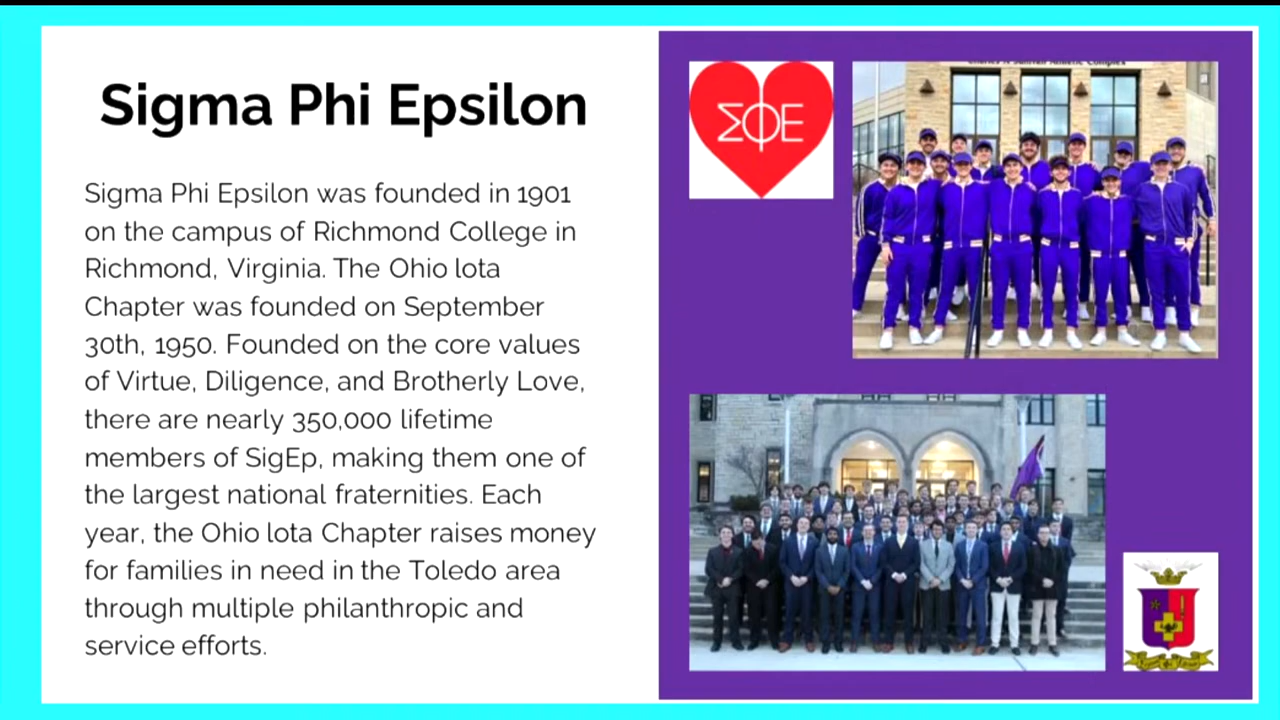 Sigma Phi Epsilon
Sigma Phi Epsilon was founded in 1901
on the campus of Richmond College in
Richmond, Virginia. The Ohio lota
Chapter was founded on September
30th, 1950. Founded on the core values
of Virtue, Diligence, and Brotherly Love,
there are nearly 350,000 lifetime
members of SigEp, making them one of
the largest national fraternities. Each
year, the Ohio lota Chapter raises money
for families in need in the Toledo area
through multiple philanthropic and
service efforts.
ΣΦΕ
Athletic Complex